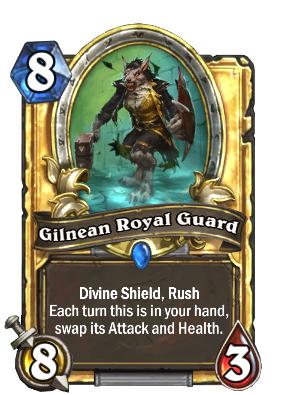 8
Gilnean Royal Guard
Divine Shield, Rush
Each turn this is in your hand,
swap its Attack and Health.
8
3